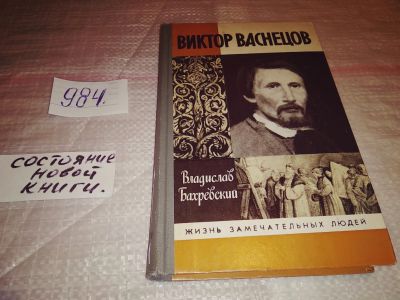 984.
состояние
новой
книги.
ВИКТОР ВАСНЕЦОВ
Владислав
Бахревский
ЖИЗНЬ ЗАМЕЧАТЕЛЬНЫХ ЛЮДЕЙ